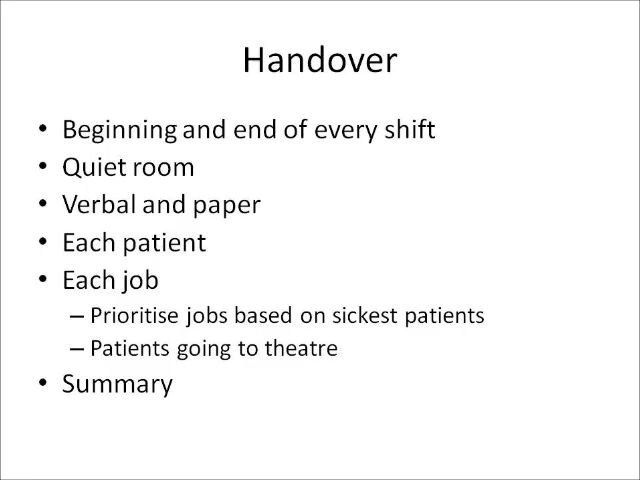 Handover
• Beginning and end of every shift
• Quiet room
• Verbal and paper
• Each patient
• Each job
– Prioritise jobs based on sickest patients
– Patients going to theatre
• Summary